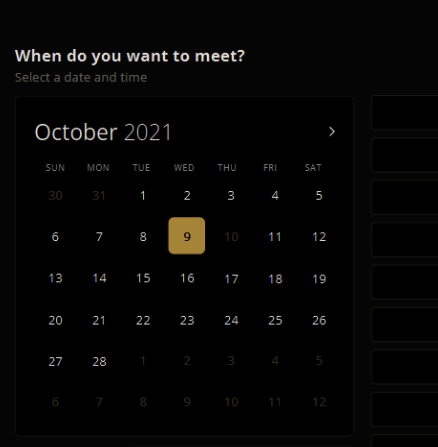 When do you want to meet?
Select a date and time
October 2021 >
SUN MON TUE WED THU FRI SAT
30 31 1 2 3 4 5
6 7 8 9 10 11 12
13 14 15 16 17 18 19
20 21 22 23 24 25 26
27 28 1 2 3 4 5
6 7 8 9 10 11 12